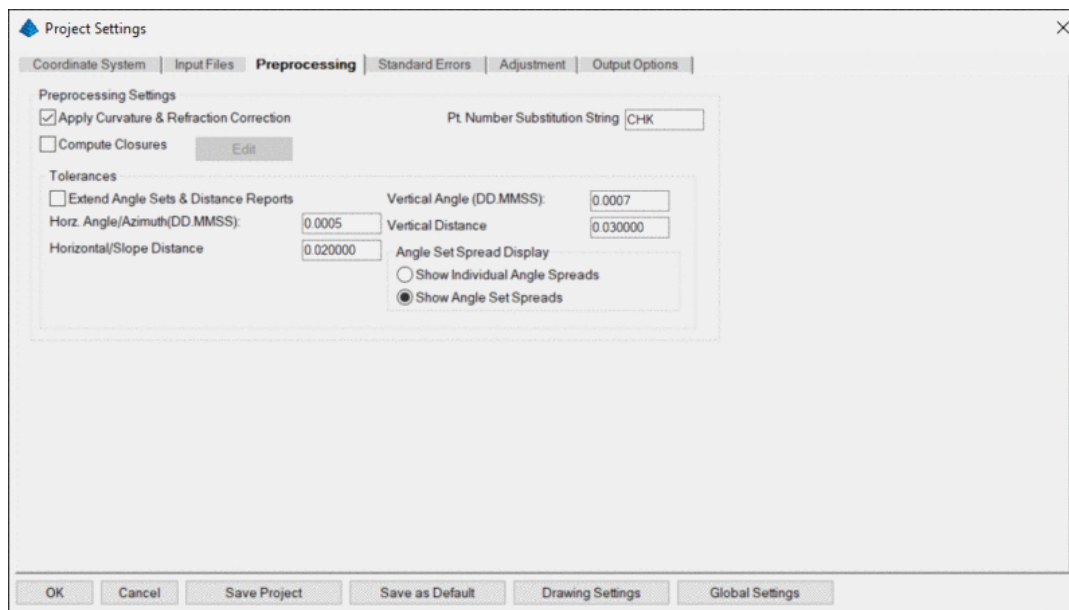 Project Settings
Coordinate System Input Files Preprocessing Standard Errors Adjustment Output Options
Preprocessing Settings
Apply Curvature & Refraction Correction Pt. Number Substitution String CHK
Compute Closures Edit
Tolerances
Extend Angle Sets & Distance Reports Vertical Angle (DD.MMSS): 0.0007
Horz. Angle/Azimuth(DD.MMSS): 0.0005 Vertical Distance 0.030000
Horizontal/Slope Distance 0.020000 Angle Set Spread Display
Show Individual Angle Spreads
Show Angle Set Spreads
OK Cancel Save Project Save as Default Drawing Settings Global Settings